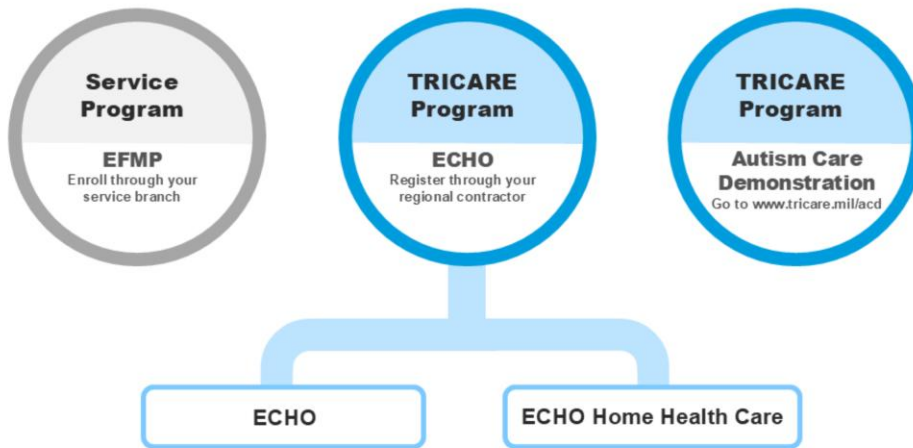 Service
Program
EFMP
Enroll through your
service branch
TRICARE
Program
ECHO
Register through your
regional contractor
TRICARE
Program
Autism Care
Demonstration
Go to www.tricare.mil/acd
ECHO
ECHO Home Health Care